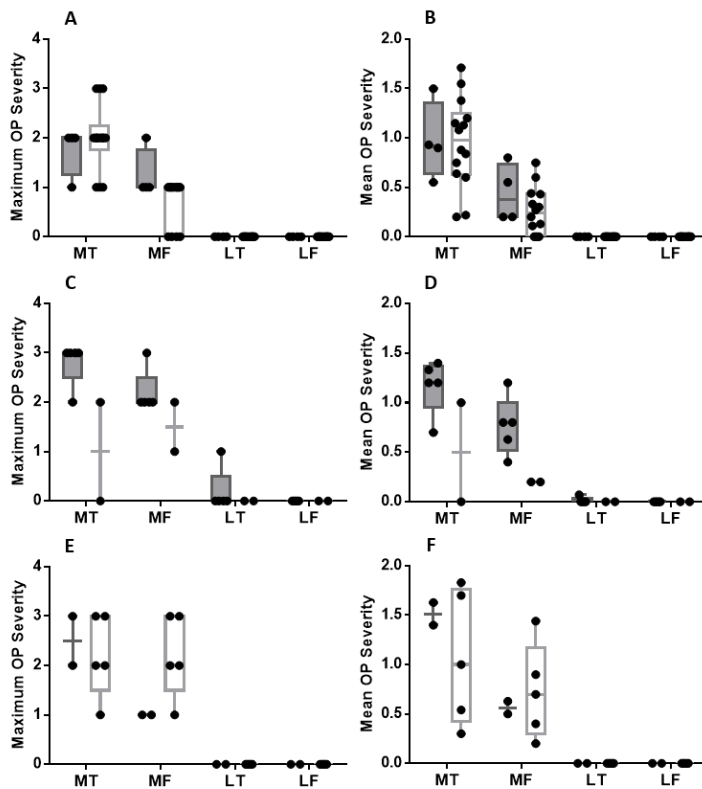 A
Maximum OP Severity
4
3
2
1
0
MT MF LT LF
B
Mean OP Severity
2.0
1.5
1.0
0.5
0.0
MT MF LT LF
C
Maximum OP Severity
4
3
2
1
0
MT MF LT LF
D
Mean OP Severity
2.0
1.5
1.0
0.5
0.0
MT MF LT LF
E
Maximum OP Severity
4
3
2
1
0
MT MF LT LF
F
Mean OP Severity
2.0
1.5
1.0
0.5
0.0
MT MF LT LF